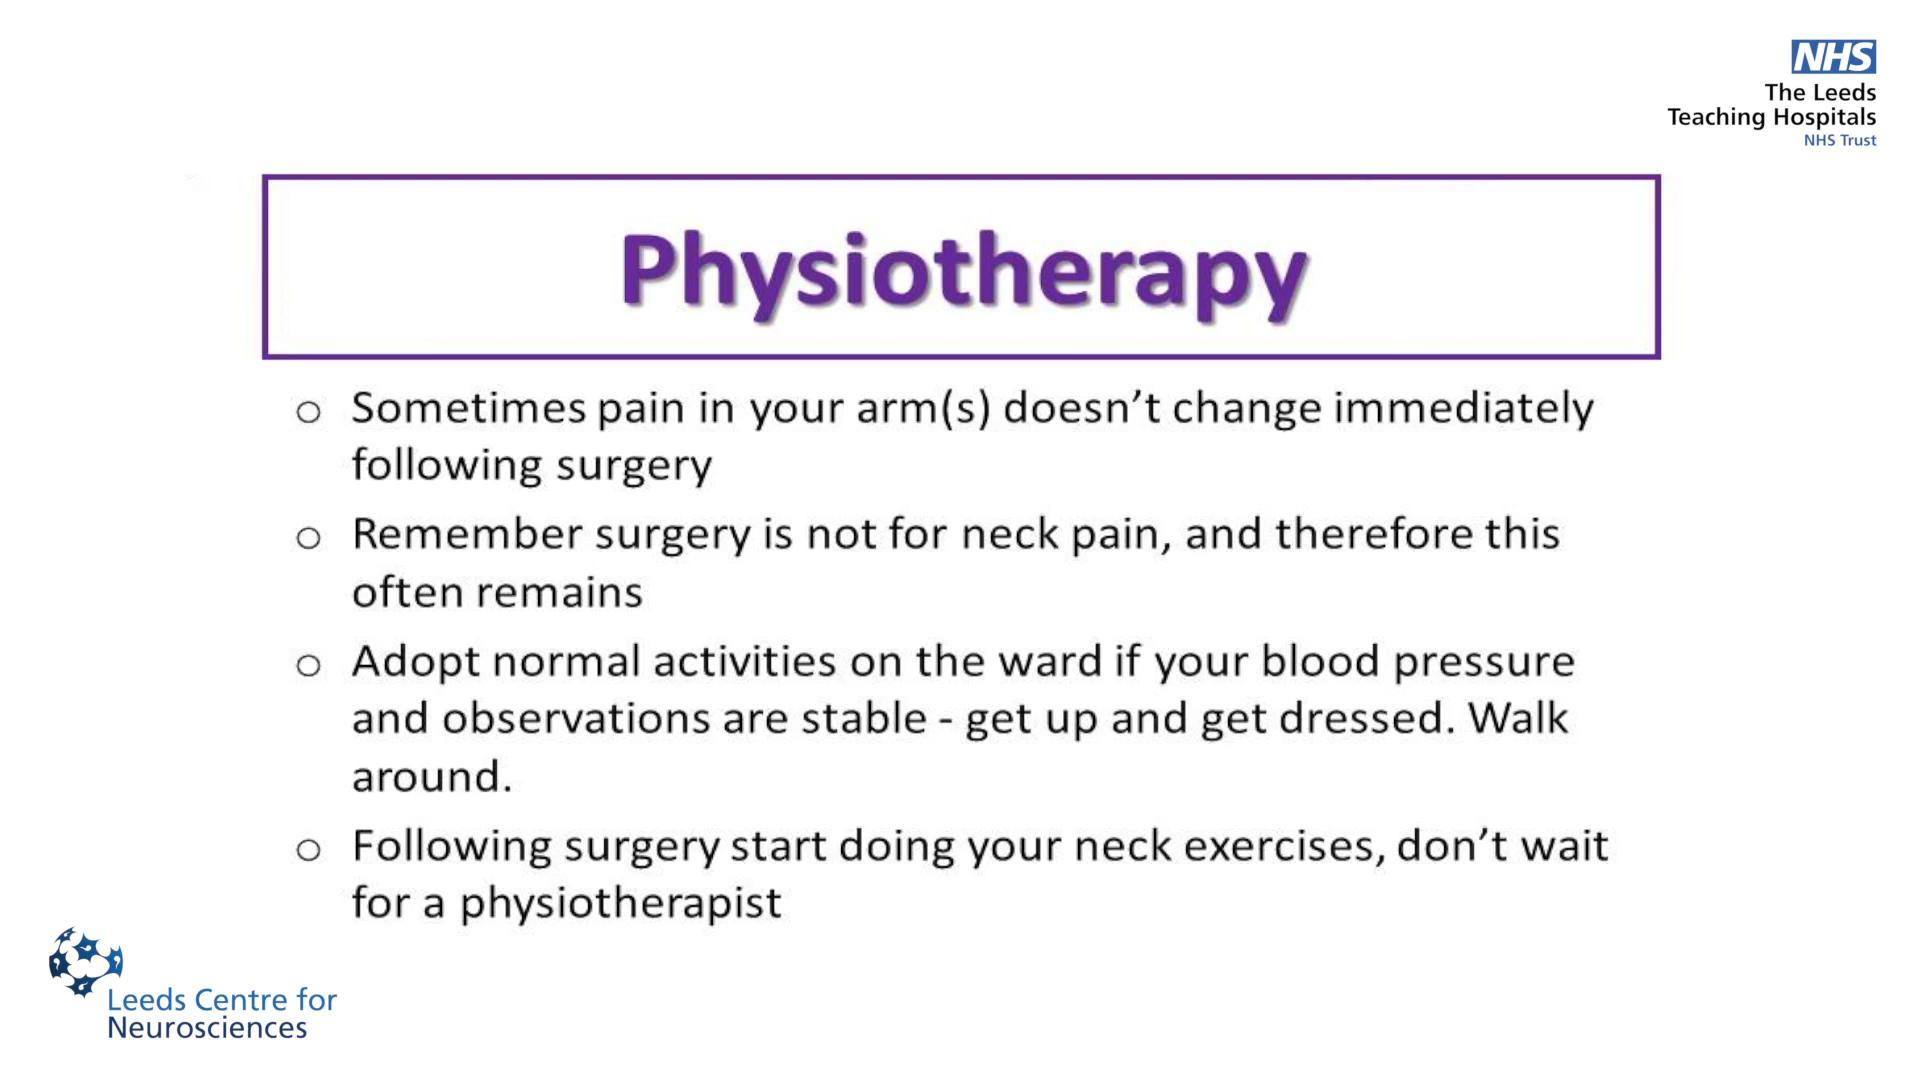 NHS
The Leeds
Teaching Hospitals
NHS Trust
Physiotherapy
o Sometimes pain in your arm(s) doesn’t change immediately
following surgery
o Remember surgery is not for neck pain, and therefore this
often remains
o Adopt normal activities on the ward if your blood pressure
and observations are stable - get up and get dressed. Walk
around.
o Following surgery start doing your neck exercises, don’t wait
for a physiotherapist
Leeds Centre for
Neurosciences